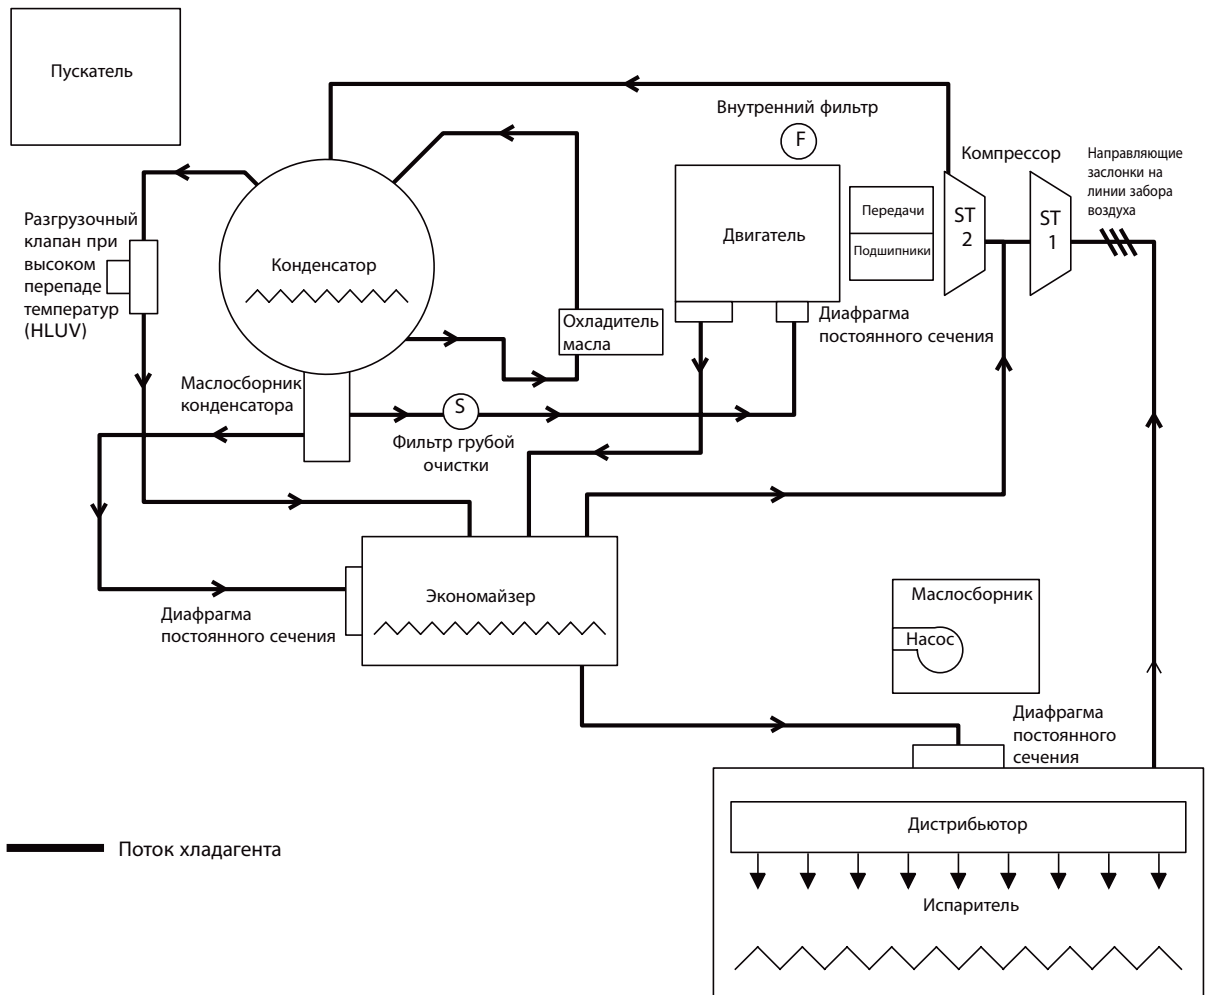 Пускатель
Внутренний фильтр
F
Компрессор
Направляющие
заслонки на
линии забора
воздуха
Разгрузочный
клапан при
высоком
перепаде
температур
(HLUV)
Конденсатор
Двигатель
Передачи
Подшипники
ST
2
ST
1
Охладитель
масла
Диафрагма
постоянного сечения
Маслосборник
конденсатора
S
Фильтр грубой
очистки
Экономайзер
Диафрагма
постоянного сечения
Маслосборник
Насос
Диафрагма
постоянного
сечения
Дистрибьютор
Испаритель
Поток хладагента